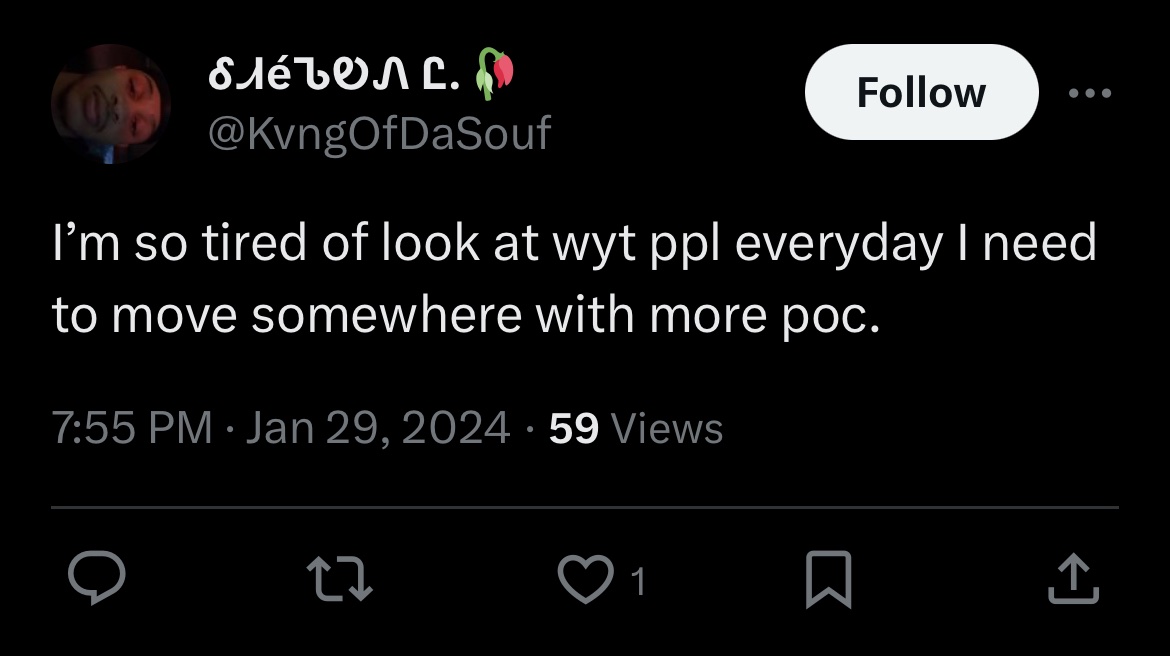 @KvngOfDaSouf
Follow
I’m so tired of look at wyt ppl everyday I need
to move somewhere with more poc.
7:55 PM · Jan 29, 2024 · 59 Views
1